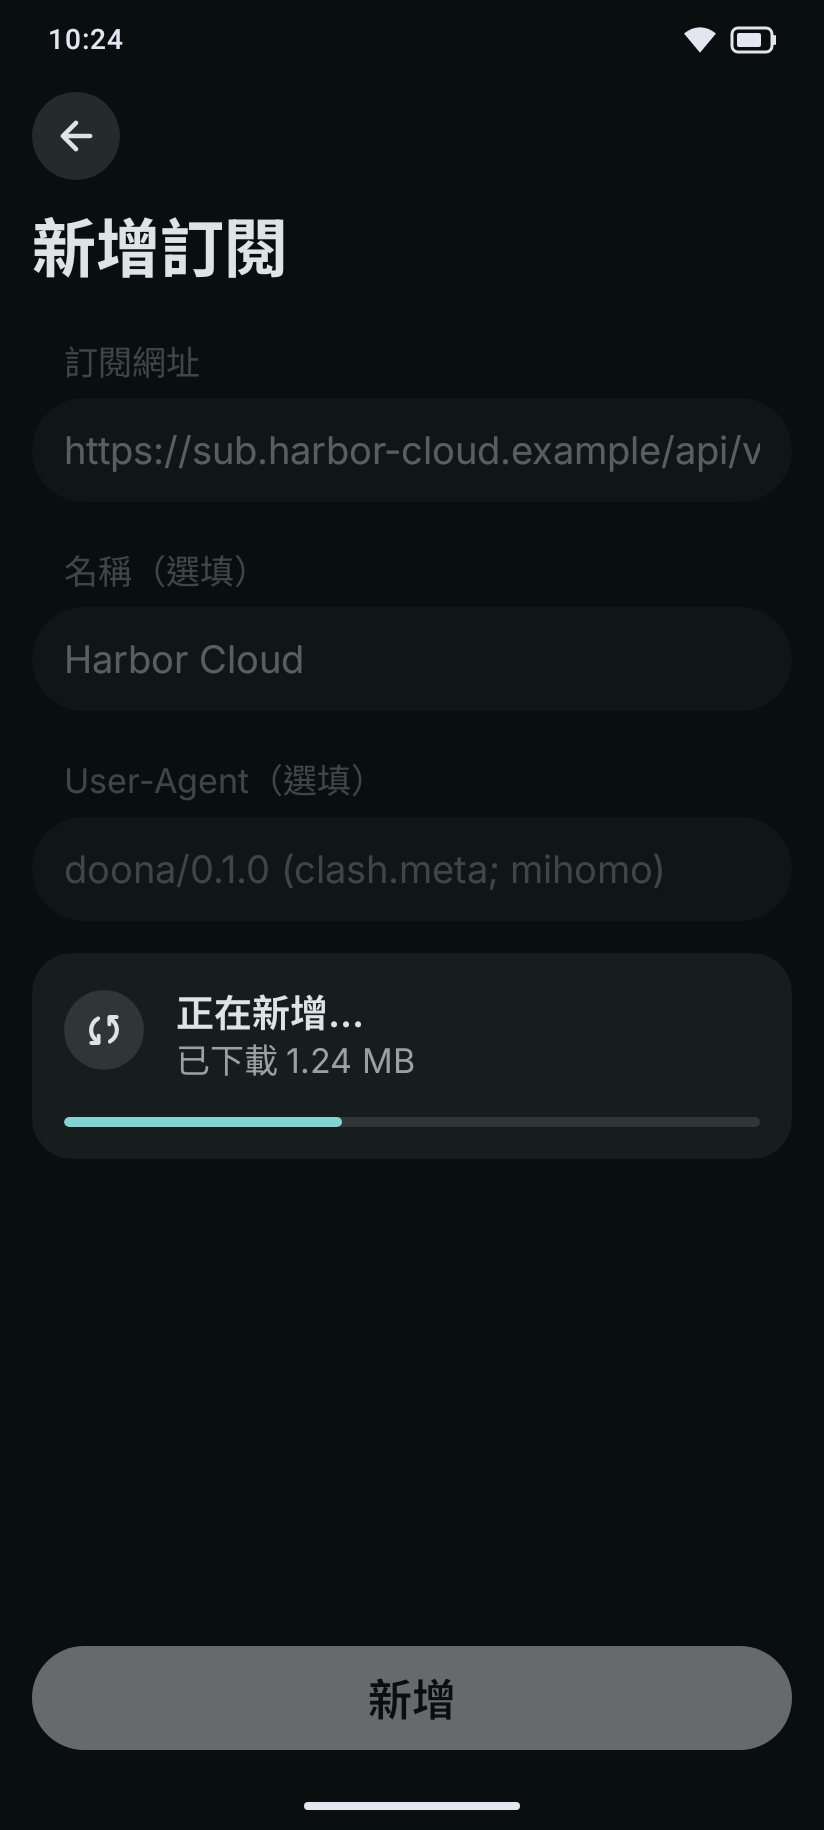 10:24
新增訂閱
訂閱網址
https://sub.harbor-cloud.example/api/v
名稱（選填）
Harbor Cloud
User-Agent（選填）
doona/0.1.0 (clash.meta; mihomo)
正在新增...
已下載 1.24 MB
新增